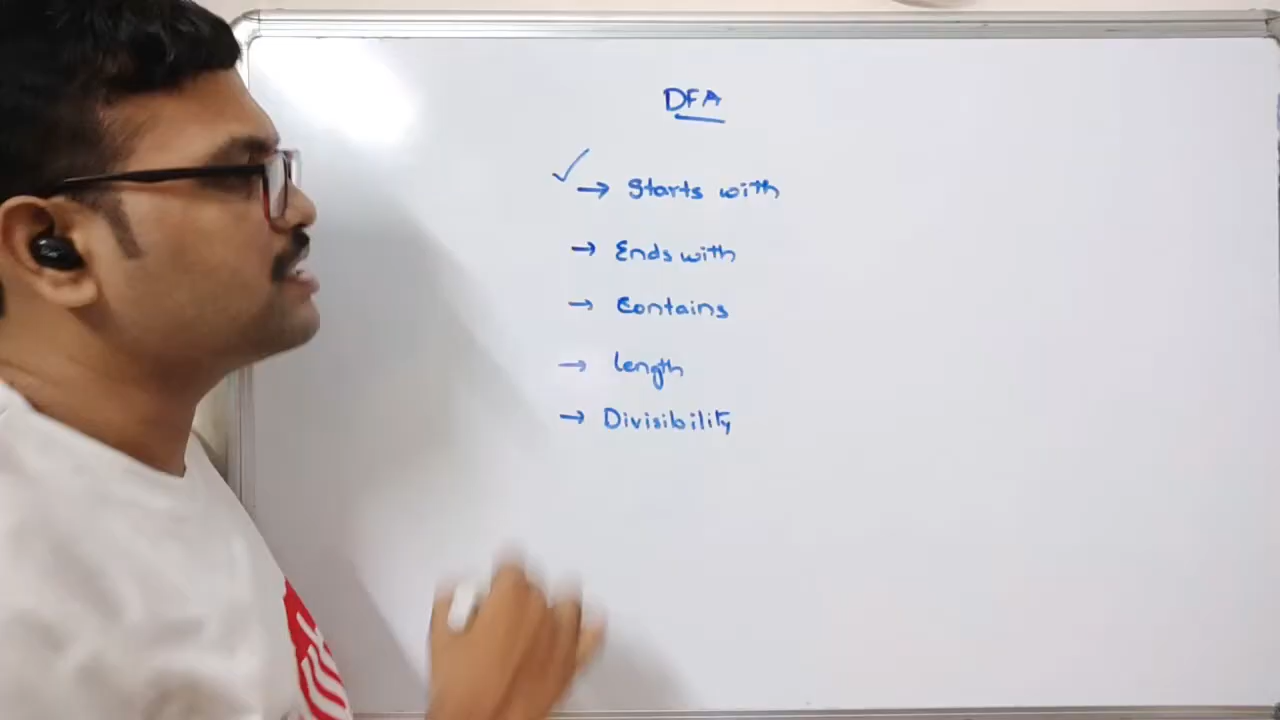 DFA
✓ → Starts with
→ Ends with
→ Contains
→ length
→ Divisibility